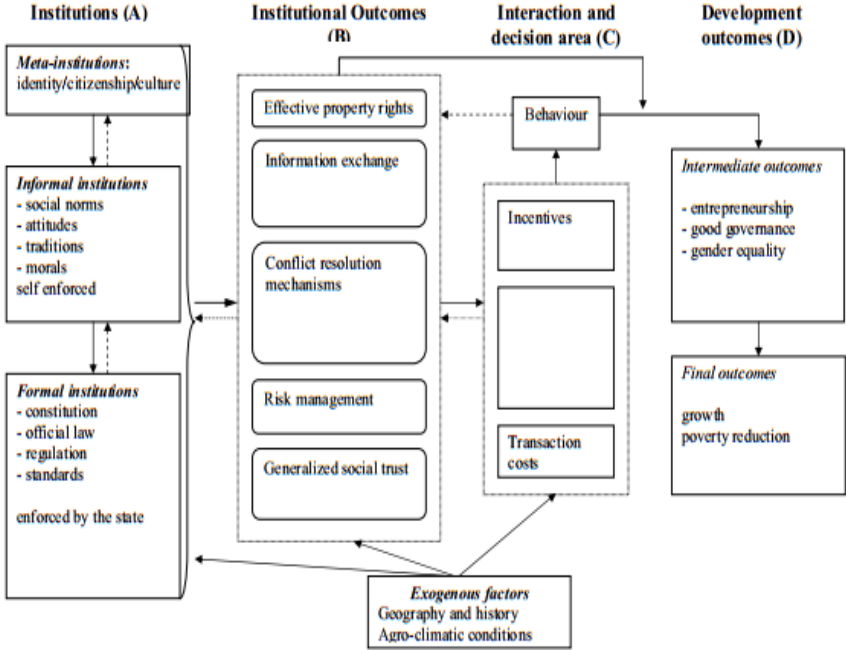 Institutions (A)
Institutional Outcomes
(B)
Interaction and
decision area (C)
Development
outcomes (D)
Meta-institutions:
identity/citizenship/culture
Informal institutions
- social norms
- attitudes
- traditions
- morals
self enforced
Formal institutions
- constitution
- official law
- regulation
- standards
enforced by the state
Effective property rights
Information exchange
Conflict resolution
mechanisms
Risk management
Generalized social trust
Behaviour
Incentives
Transaction
costs
Intermediate outcomes
- entrepreneurship
- good governance
- gender equality
Final outcomes
growth
poverty reduction
Exogenous factors
Geography and history
Agro-climatic conditions